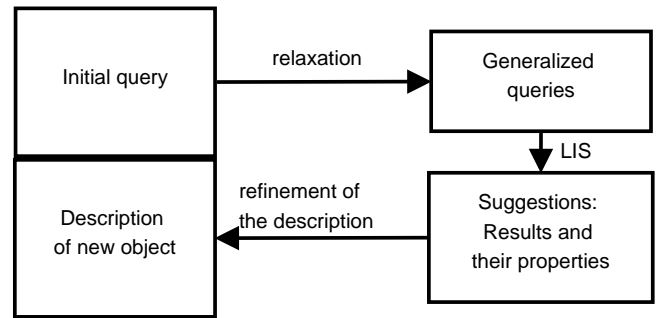 Initial query
relaxation
Generalized
queries
LIS
Suggestions:
Results and
their properties
refinement of
the description
Description
of new object